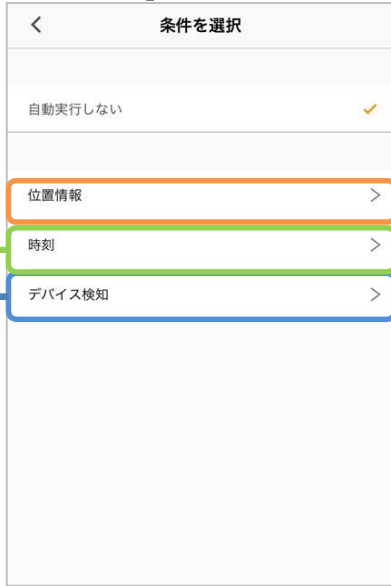 条件を選択
自動実行しない
位置情報
時刻
デバイス検知